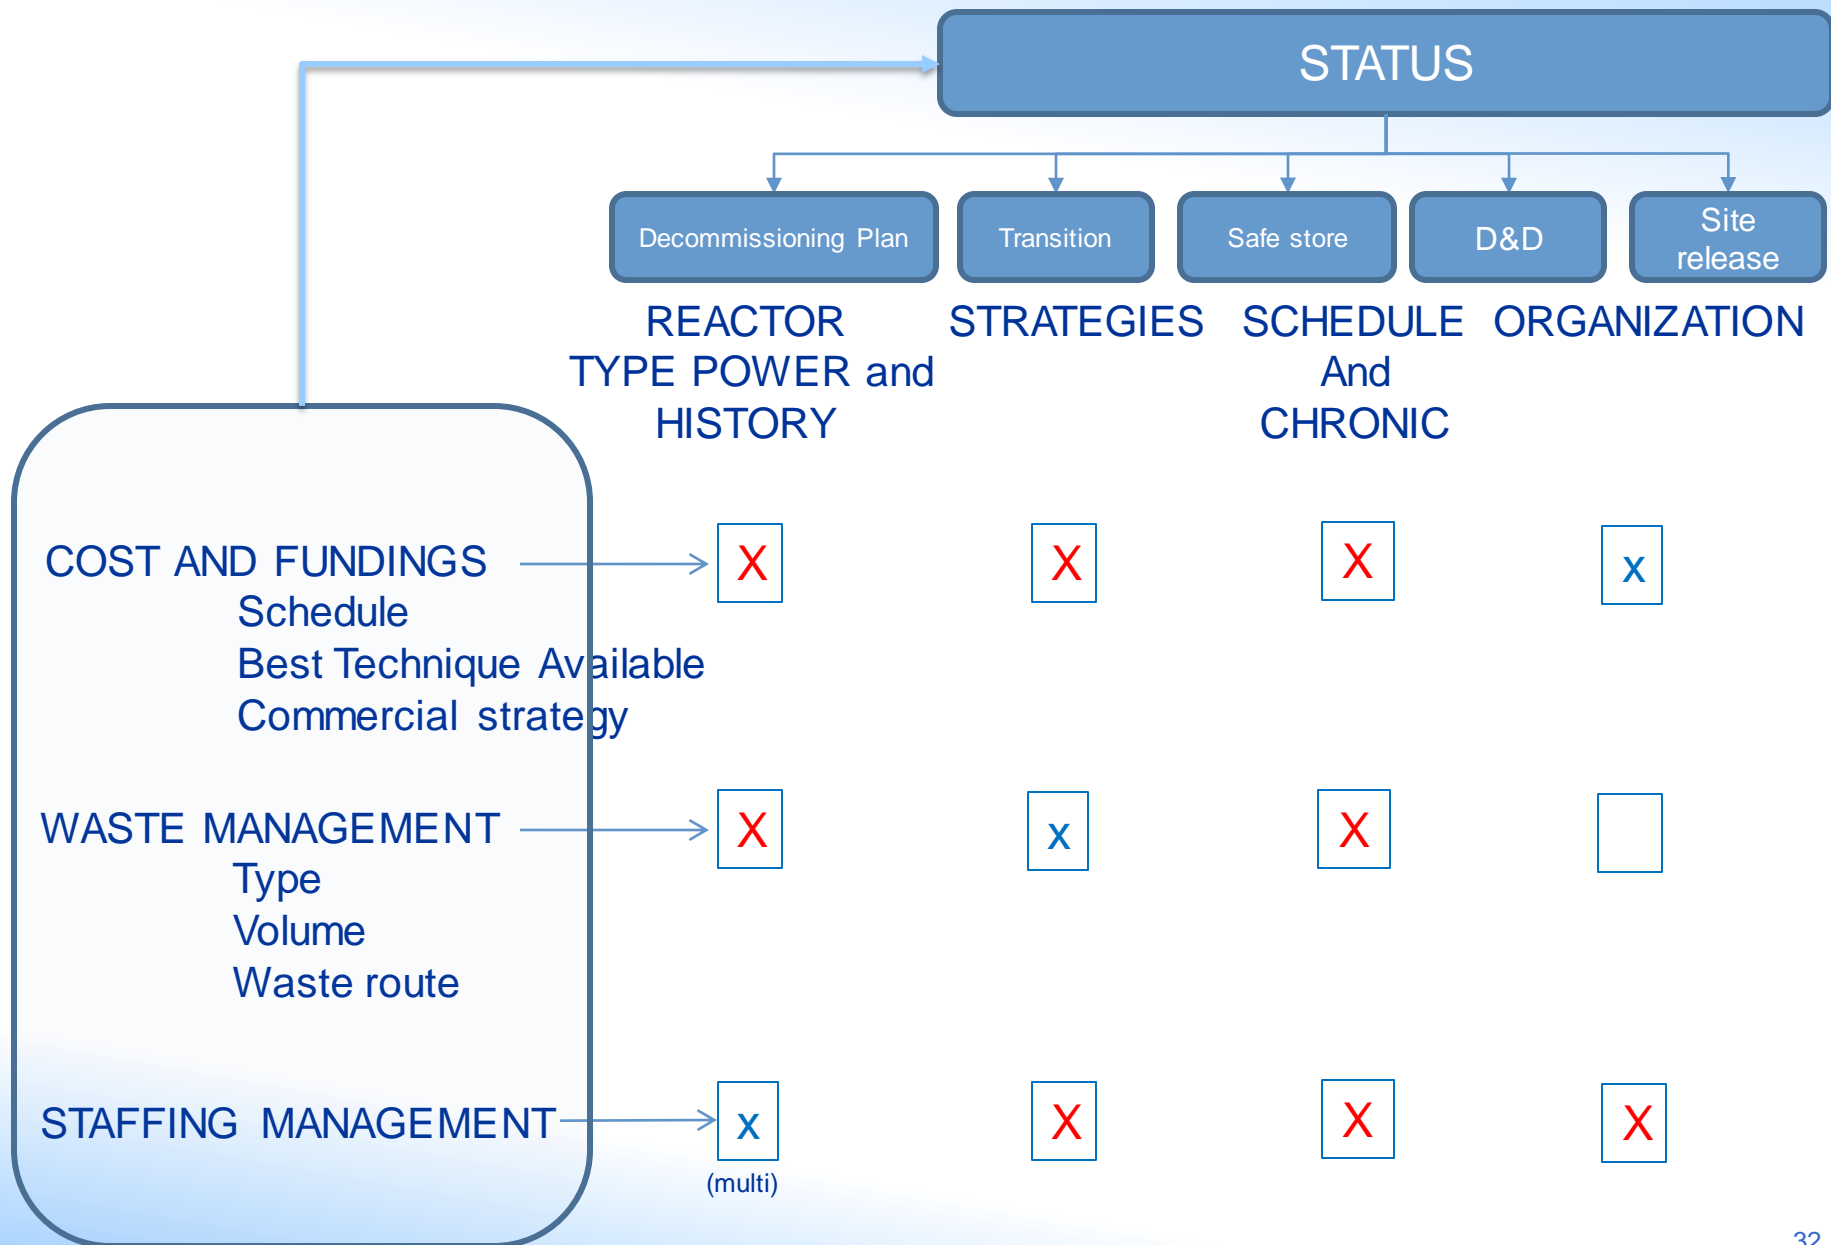 STATUS
Decommissioning Plan
Transition
Safe store
D&D
Site
release
REACTOR
TYPE POWER and
HISTORY
STRATEGIES
SCHEDULE
And
CHRONIC
ORGANIZATION
COST AND FUNDINGS
X X X x
Schedule
Best Technique Available
Commercial strategy
WASTE MANAGEMENT
X x X
Type
Volume
Waste route
STAFFING MANAGEMENT
x X X X
(multi)
32